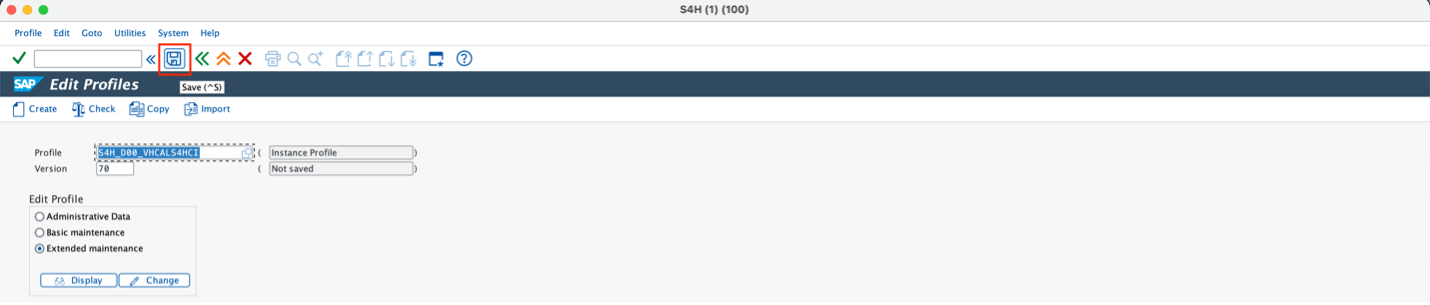 S4H (1) (100)
Profile Edit Goto Utilities System Help
SAP Edit Profiles
Save (^S)
Create Check Copy Import
Profile S4H_D00_VHCALS4HCI ( Instance Profile )
Version 70 ( Not saved )
Edit Profile
Administrative Data
Basic maintenance
Extended maintenance
Display Change